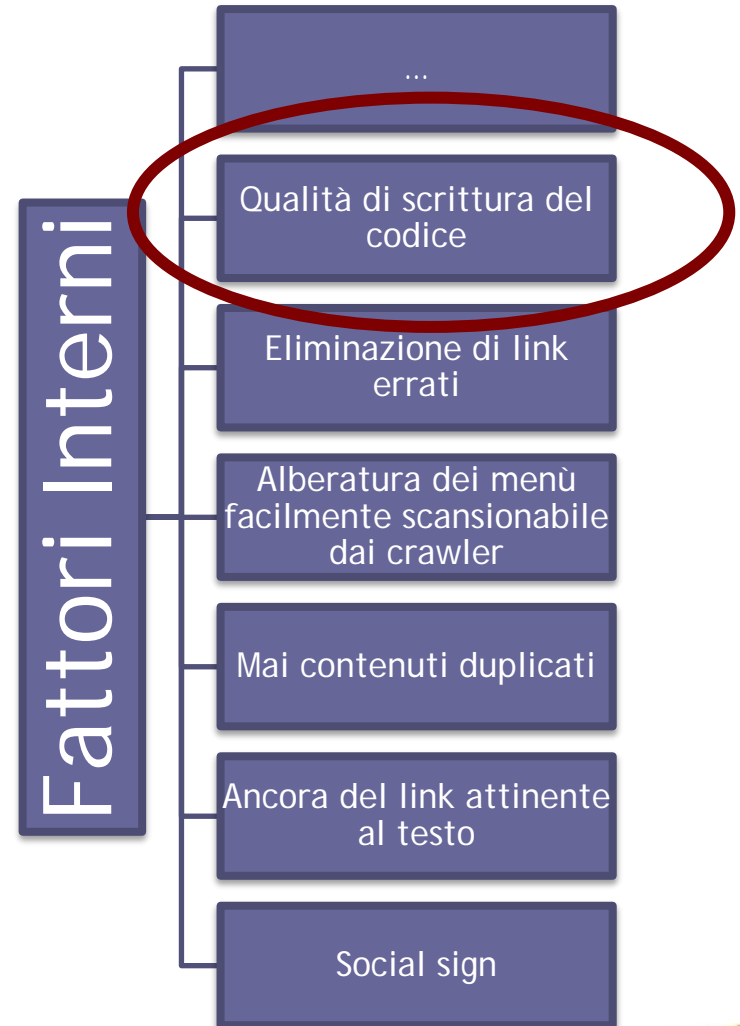 Fattori Interni
...
Qualità di scrittura del
codice
Eliminazione di link
errati
Alberatura dei menù
facilmente scansionabile
dai crawler
Mai contenuti duplicati
Ancora del link attinente
al testo
Social sign